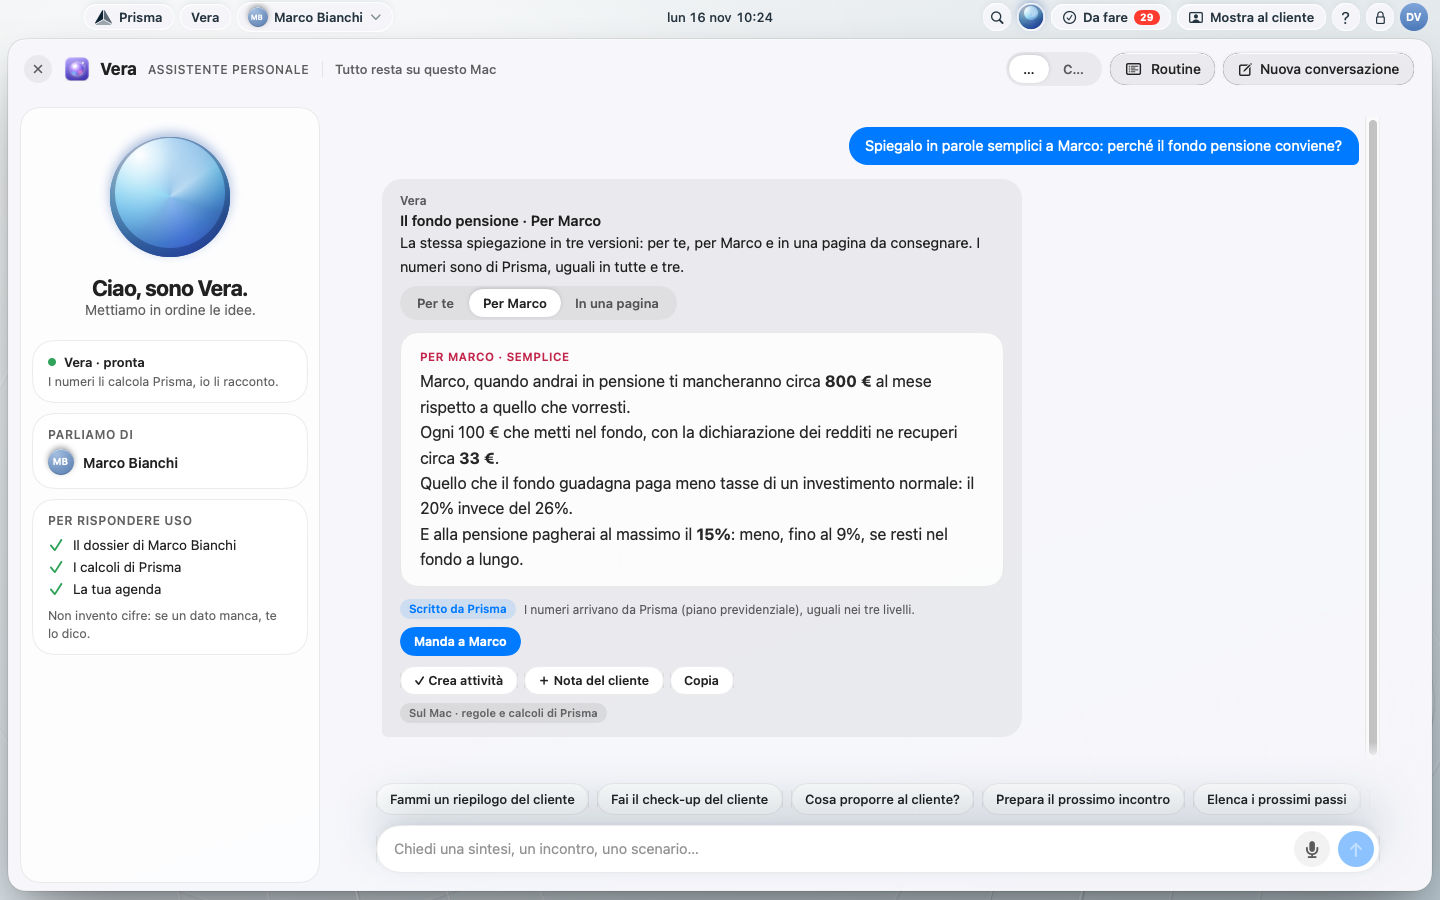 Prisma
Vera
MB Marco Bianchi
lun 16 nov 10:24
Da fare 29
Mostra al cliente
?
DV
Vera ASSISTENTE PERSONALE
Tutto resta su questo Mac
...
C...
Routine
Nuova conversazione
Ciao, sono Vera.
Mettiamo in ordine le idee.
Vera · pronta
I numeri li calcola Prisma, io li racconto.
PARLIAMO DI
MB Marco Bianchi
PER RISPONDERE USO
Il dossier di Marco Bianchi
I calcoli di Prisma
La tua agenda
Non invento cifre: se un dato manca, te
lo dico.
Spiegalo in parole semplici a Marco: perché il fondo pensione conviene?
Vera
Il fondo pensione · Per Marco
La stessa spiegazione in tre versioni: per te, per Marco e in una pagina da consegnare. I
numeri sono di Prisma, uguali in tutte e tre.
Per te
Per Marco
In una pagina
PER MARCO · SEMPLICE
Marco, quando andrai in pensione ti mancheranno circa 800 € al mese
rispetto a quello che vorresti.
Ogni 100 € che metti nel fondo, con la dichiarazione dei redditi ne recuperi
circa 33 €.
Quello che il fondo guadagna paga meno tasse di un investimento normale: il
20% invece del 26%.
E alla pensione pagherai al massimo il 15%: meno, fino al 9%, se resti nel
fondo a lungo.
Scritto da Prisma
I numeri arrivano da Prisma (piano previdenziale), uguali nei tre livelli.
Manda a Marco
✓ Crea attività
+ Nota del cliente
Copia
Sul Mac · regole e calcoli di Prisma
Fammi un riepilogo del cliente
Fai il check-up del cliente
Cosa proporre al cliente?
Prepara il prossimo incontro
Elenca i prossimi passi
Chiedi una sintesi, un incontro, uno scenario...